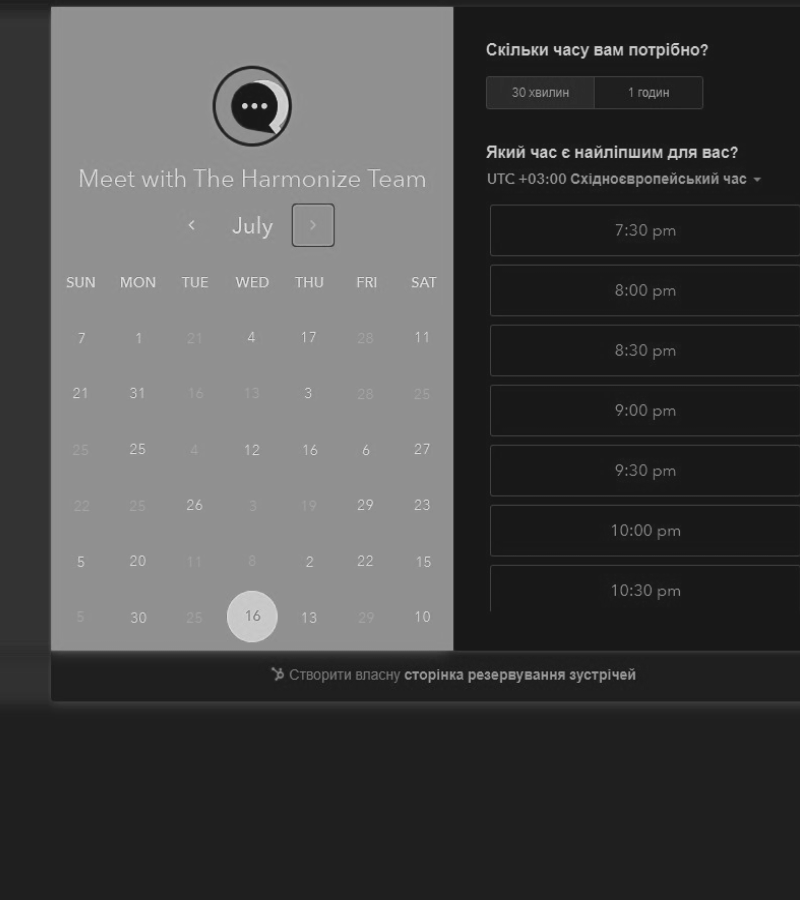 Meet with The Harmonize Team
July
SUN MON TUE WED THU FRI SAT
7 1 21 4 17 28 11
21 31 16 13 3 28 25
25 25 4 12 16 6 27
22 25 26 3 19 29 23
5 20 11 8 2 22 15
5 30 25 16 13 29 10
Скільки часу вам потрібно?
30 хвилин 1 годин
Який час є найліпшим для вас?
UTC +03:00 Східноєвропейський час
7:30 pm
8:00 pm
8:30 pm
9:00 pm
9:30 pm
10:00 pm
10:30 pm
Створити власну сторінка резервування зустрічей